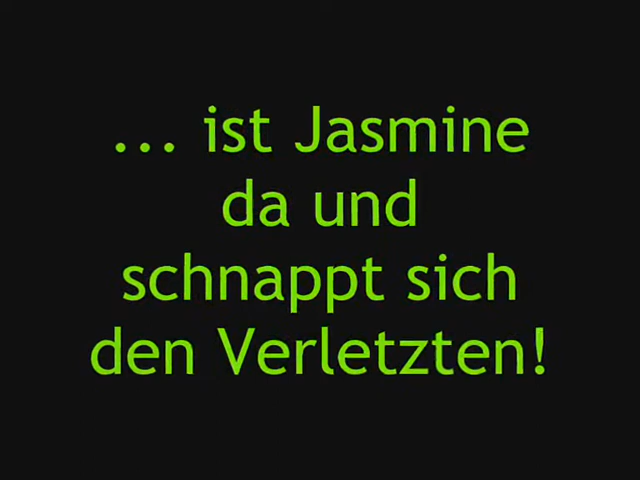 ... ist Jasmine
da und
schnappt sich
den Verletzten!